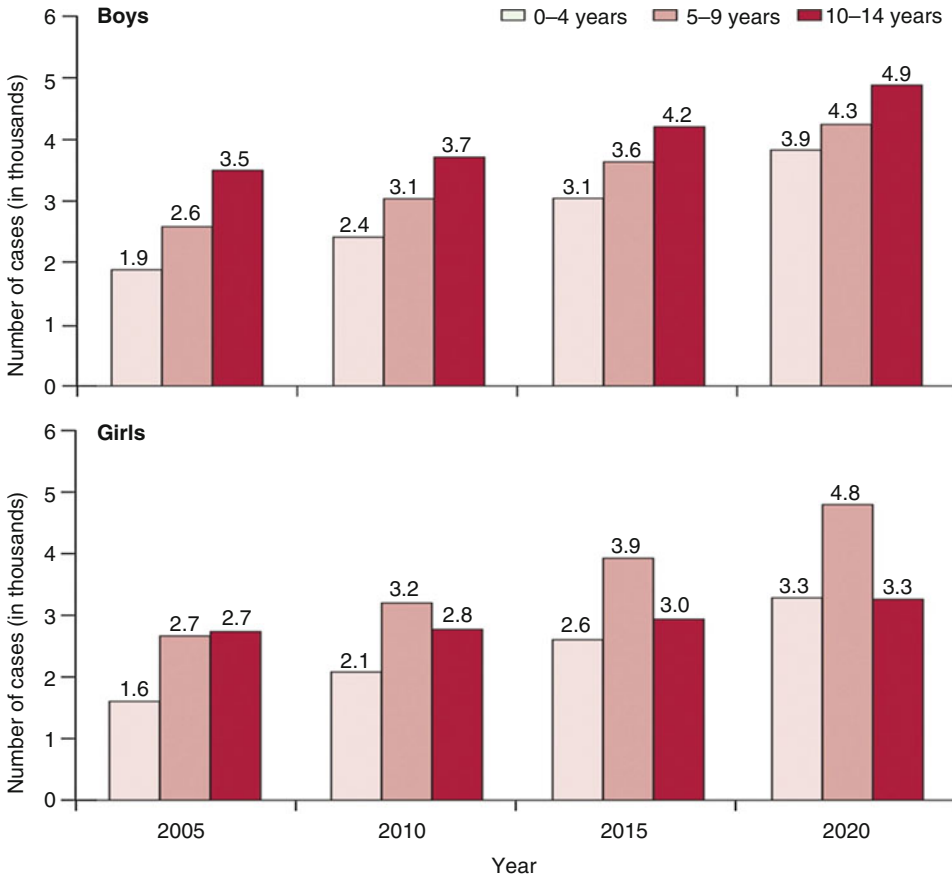 Boys
0–4 years 5–9 years 10–14 years
Number of cases (in thousands)
6
5
4
3
2
1
0
1.9 2.6 3.5
2.4 3.1 3.7
3.1 3.6 4.2
3.9 4.3 4.9
Girls
Number of cases (in thousands)
6
5
4
3
2
1
0
1.6 2.7 2.7
2.1 3.2 2.8
2.6 3.9 3.0
3.3 4.8 3.3
2005 2010 2015 2020
Year